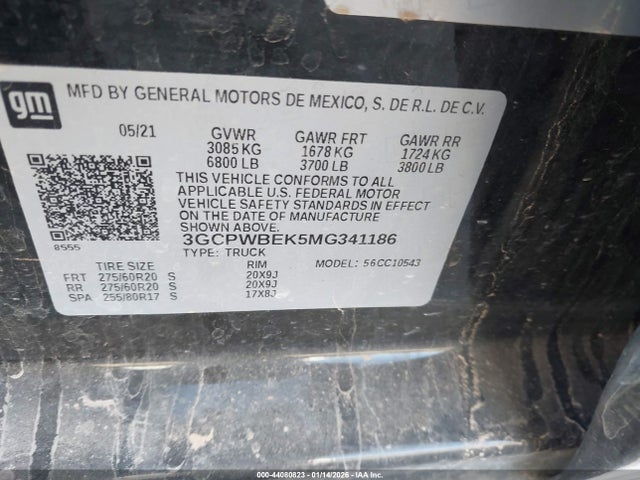 gm
MFD BY GENERAL MOTORS DE MEXICO, S. DE R.L. DE C.V.
05/21 GVWR GAWR FRT GAWR RR
3085 KG 1678 KG 1724 KG
6800 LB 3700 LB 3800 LB
THIS VEHICLE CONFORMS TO ALL
APPLICABLE U.S. FEDERAL MOTOR
VEHICLE SAFETY STANDARDS IN
EFFECT ON THE DATE OF MANUFACTURE
SHOWN ABOVE.
3GCPWBEK5MG341186
8555 TYPE: TRUCK MODEL: 56CC10543
TIRE SIZE RIM
FRT 275/60R20 S 20X9J
RR 275/60R20 S 20X9J
SPA 255/80R17 S 17X8J
000-44080823 | 01/14/2026 | IAA Inc.